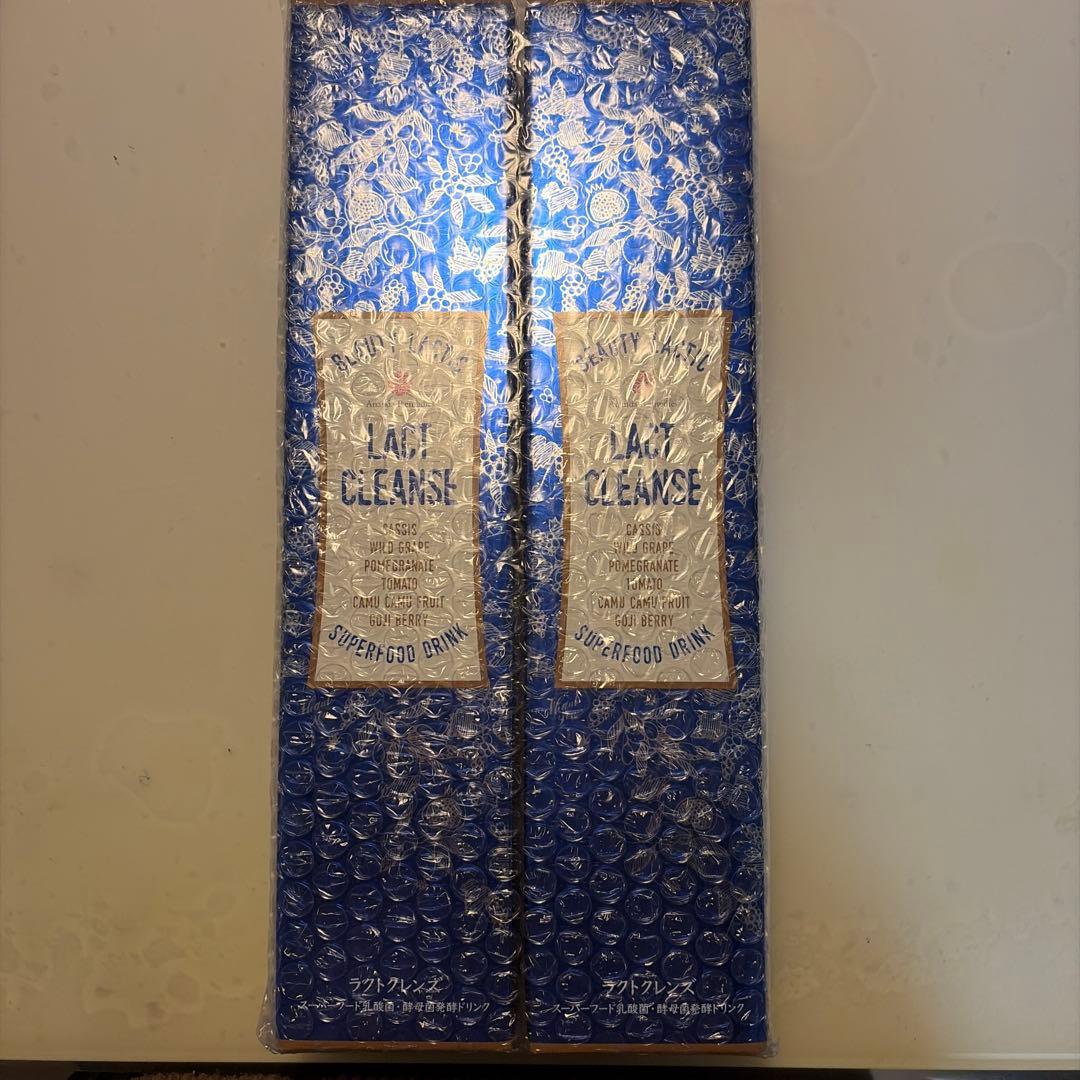 BEAUTY LACTIC
LACT
CLEANSE
CASSIS
WILD GRAPE
POMEGRANATE
TOMATO
CAMU CAMU FRUIT
GOJI BERRY
SUPERFOOD DRINK
ラクトクレンズ
スーパーフード乳酸菌・酵母菌発酵ドリンク
BEAUTY LACTIC
LACT
CLEANSE
CASSIS
WILD GRAPE
POMEGRANATE
TOMATO
CAMU CAMU FRUIT
GOJI BERRY
SUPERFOOD DRINK
ラクトクレンズ
スーパーフード乳酸菌・酵母菌発酵ドリンク